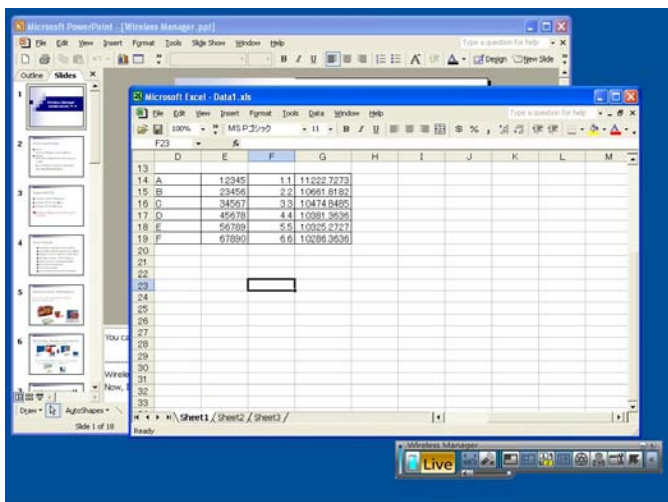 Microsoft PowerPoint - [Wireless Manager.ppt]
File Edit View Insert Format Tools Slide Show Window Help Type a question for help
B I U Design New Slide
Outline Slides
Microsoft Excel - Data1.xls
File Edit View Insert Format Tools Data Window Help Type a question for help
100% MS Pゴシック 11 B I U $ % ,
F23 fx
D E F G H I J K L M
13
14 A 12345 1.1 11222.7273
15 B 23456 2.2 10661.8182
16 C 34567 3.3 10474.8485
17 D 45678 4.4 10381.3636
18 E 56789 5.5 10325.2727
19 F 67890 6.6 10286.3636
20
21
22
23
24
25
26
27
28
29
30
31
32
33
Sheet1 Sheet2 Sheet3
Ready
1
2
3
4
5
6
You ca
Wirele
Now, I
Draw AutoShapes
Slide 1 of 18
Wireless Manager
Live